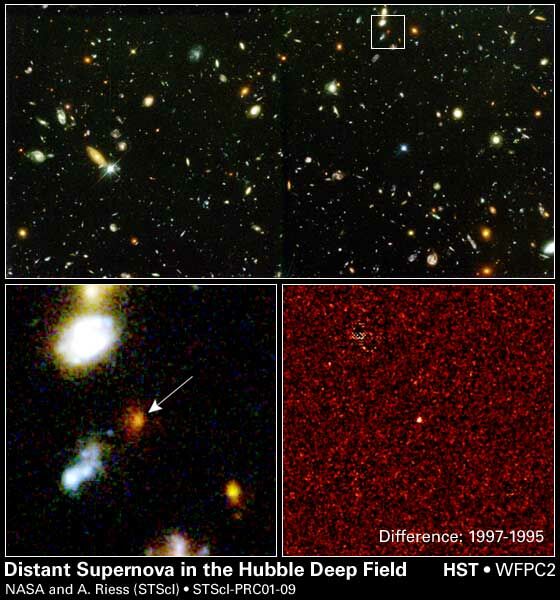 Difference: 1997-1995
Distant Supernova in the Hubble Deep Field HST • WFPC2
NASA and A. Riess (STScI) • STScI-PRC01-09